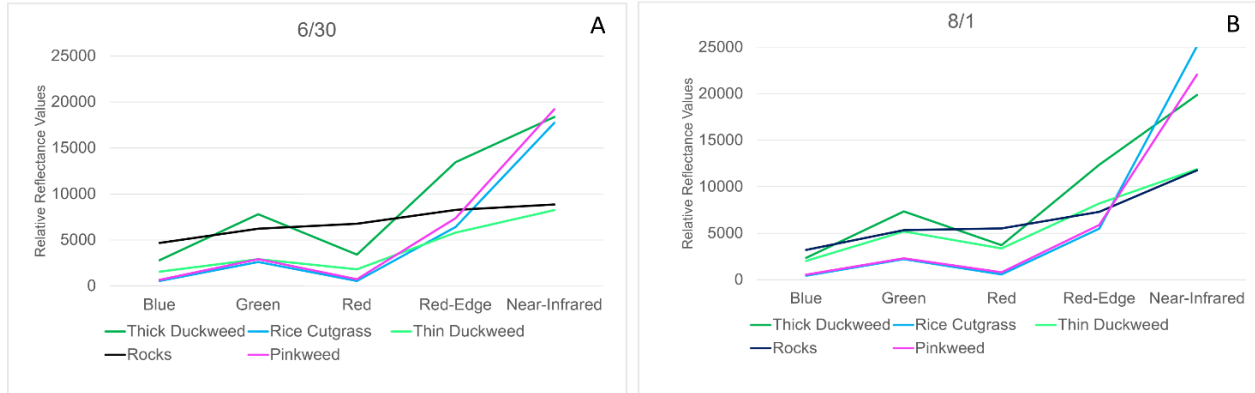 6/30
A
Relative Reflectance Values
25000
20000
15000
10000
5000
0
Blue Green Red Red-Edge Near-Infrared
Thick Duckweed Rice Cutgrass Thin Duckweed
Rocks Pinkweed
8/1
B
Relative Reflectance Values
25000
20000
15000
10000
5000
0
Blue Green Red Red-Edge Near-Infrared
Thick Duckweed Rice Cutgrass Thin Duckweed
Rocks Pinkweed